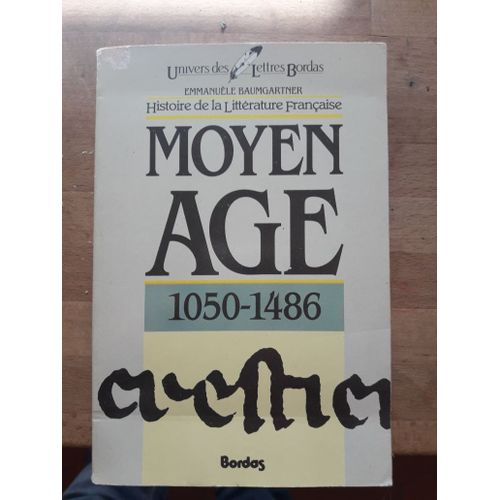 Univers des Lettres Bordas
EMMANUÈLE BAUMGARTNER
Histoire de la Littérature Française
MOYEN
AGE
1050-1486
Bordas